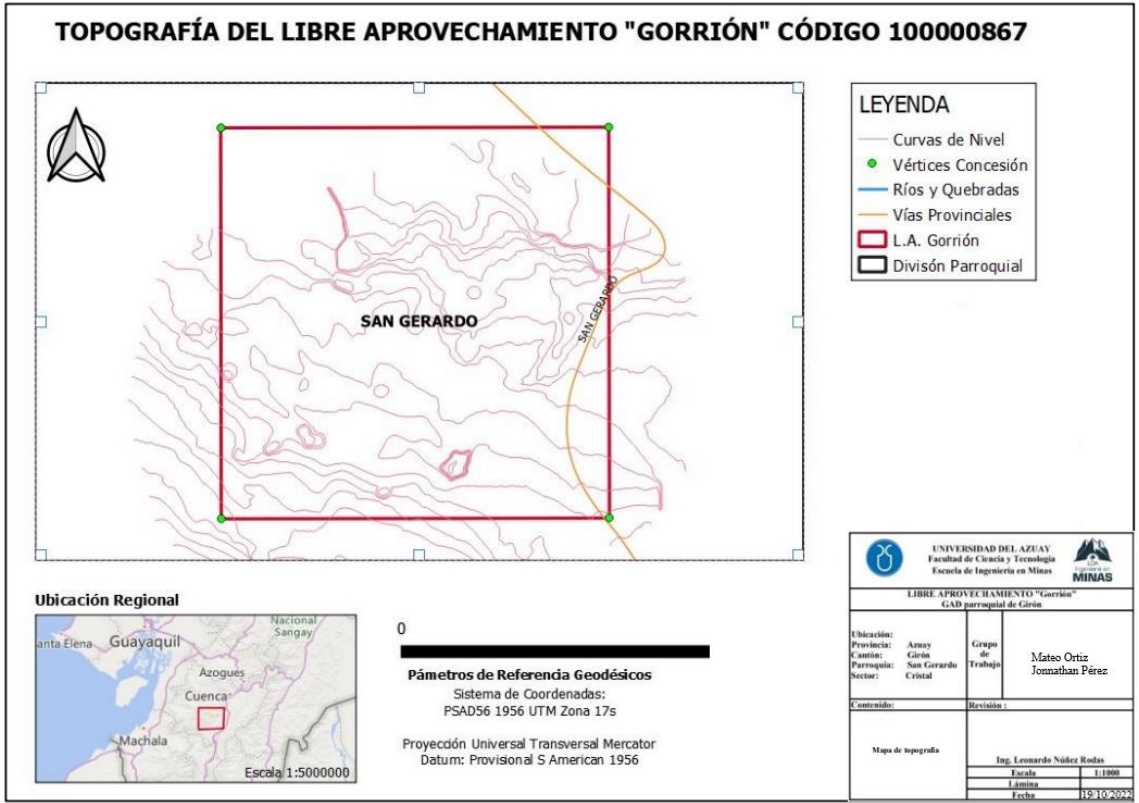 TOPOGRAFÍA DEL LIBRE APROVECHAMIENTO "GORRIÓN" CÓDIGO 100000867
SAN GERARDO
SAN GERARDO
LEYENDA
Curvas de Nivel
Vértices Concesión
Ríos y Quebradas
Vías Provinciales
L.A. Gorrión
Divisón Parroquial
Ubicación Regional
Nacional
Sangay
anta Elena
Guayaquil
Azogues
Cuenca
Machala
Escala 1:5000000
0
Pámetros de Referencia Geodésicos
Sistema de Coordenadas:
PSAD56 1956 UTM Zona 17s
Proyección Universal Transversal Mercator
Datum: Provisional S American 1956
UNIVERSIDAD DEL AZUAY
Facultad de Ciencia y Tecnología
Escuela de Ingeniería en Minas
UDA
Ingeniería en
MINAS
LIBRE APROVECHAMIENTO "Gorrión"
GAD parroquial de Girón
Ubicación:
Provincia: Azuay
Cantón: Girón
Parroquia: San Gerardo
Sector: Cristal
Grupo
de
Trabajo
Mateo Ortiz
Jonnathan Pérez
Contenido:
Revisión :
Mapa de topografía
Ing. Leonardo Núñez Rodas
Escala 1:1000
Lámina
Fecha 19/10/2022